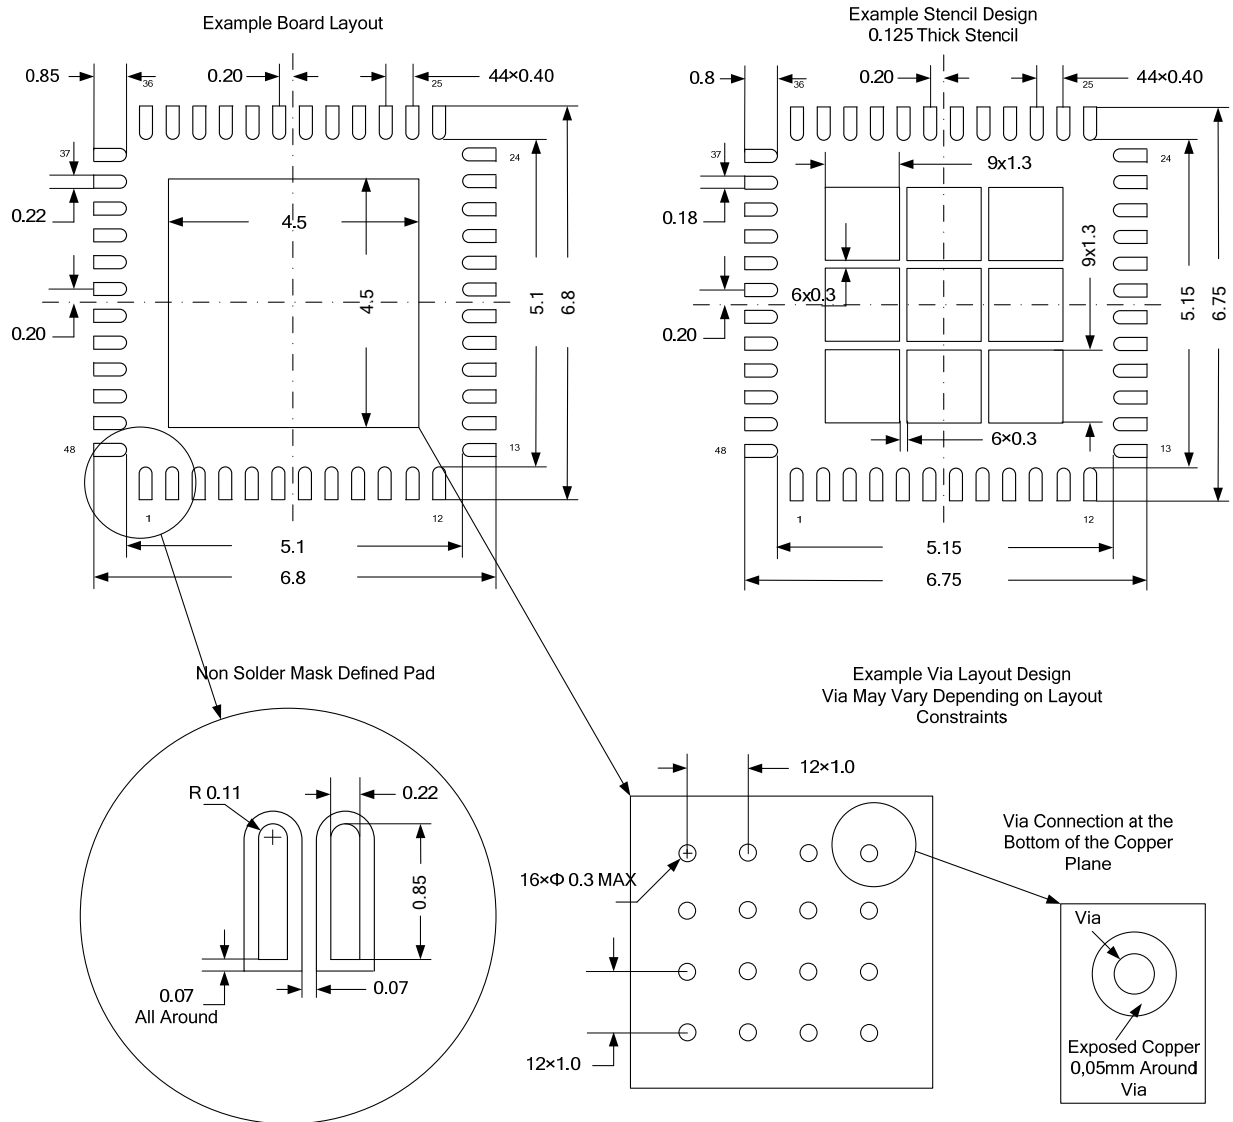 Example Board Layout
0.85
0.20
44×0.40
36
25
37
24
0.22
4.5
4.5
5.1
6.8
0.20
48
13
1
12
5.1
6.8
Example Stencil Design
0.125 Thick Stencil
0.8
0.20
44×0.40
36
25
37
24
9x1.3
0.18
9x1.3
6x0.3
5.15
6.75
0.20
6×0.3
48
13
1
12
5.15
6.75
Non Solder Mask Defined Pad
R 0.11
0.22
0.85
0.07
All Around
0.07
Example Via Layout Design
Via May Vary Depending on Layout
Constraints
12×1.0
16×Φ 0.3 MAX
12×1.0
Via Connection at the
Bottom of the Copper
Plane
Via
Exposed Copper
0,05mm Around
Via